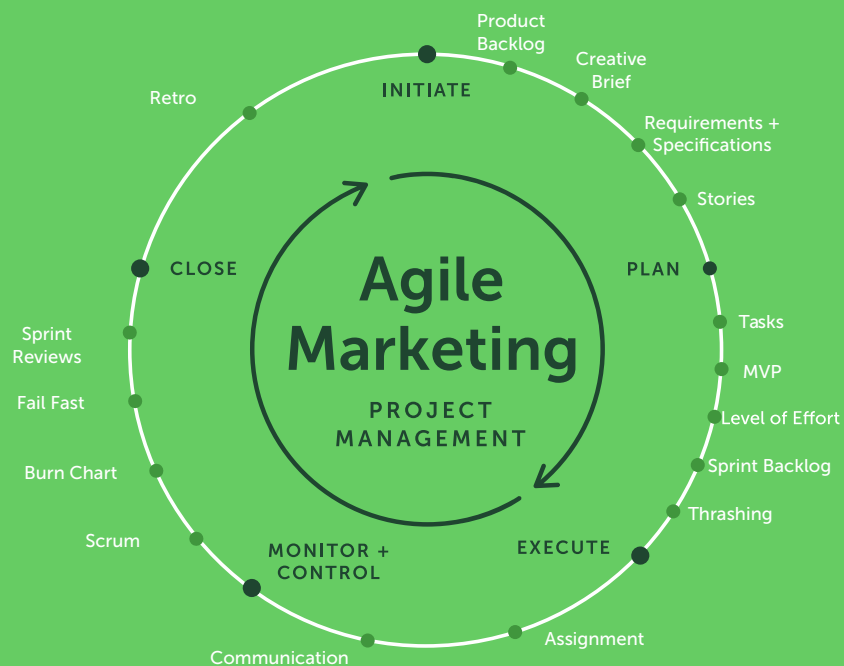 Product
Backlog
Creative
Brief
Retro
INITIATE
Requirements +
Specifications
Stories
CLOSE
PLAN
Agile
Marketing
PROJECT
MANAGEMENT
Tasks
MVP
Level of Effort
Sprint Backlog
Thrashing
Sprint
Reviews
Fail Fast
Burn Chart
Scrum
EXECUTE
MONITOR +
CONTROL
Assignment
Communication